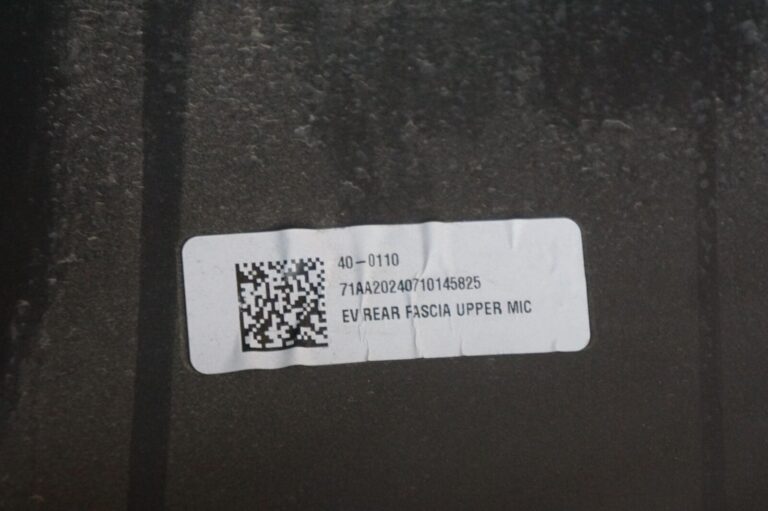 40-0110
71AA20240710145825
EV REAR FASCIA UPPER MIC